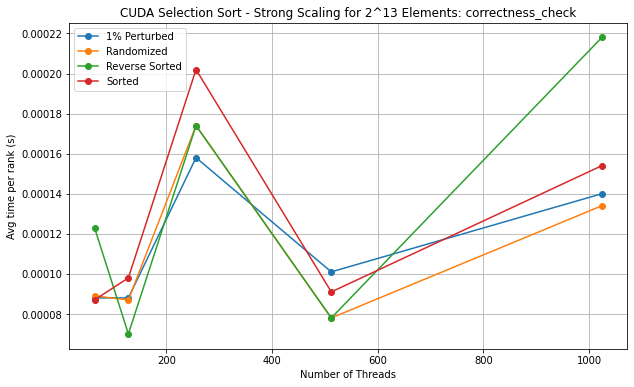 CUDA Selection Sort - Strong Scaling for 2^13 Elements: correctness_check
1% Perturbed
Randomized
Reverse Sorted
Sorted
Avg time per rank (s)
0.00022
0.00020
0.00018
0.00016
0.00014
0.00012
0.00010
0.00008
200
400
600
800
1000
Number of Threads